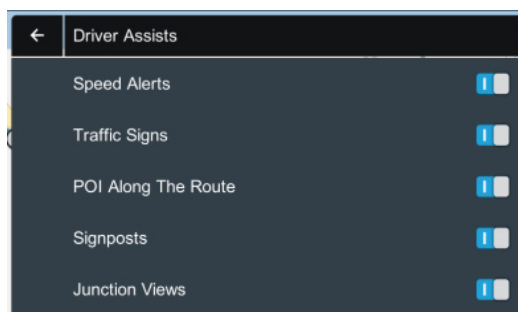 Driver Assists
Speed Alerts
Traffic Signs
POI Along The Route
Signposts
Junction Views